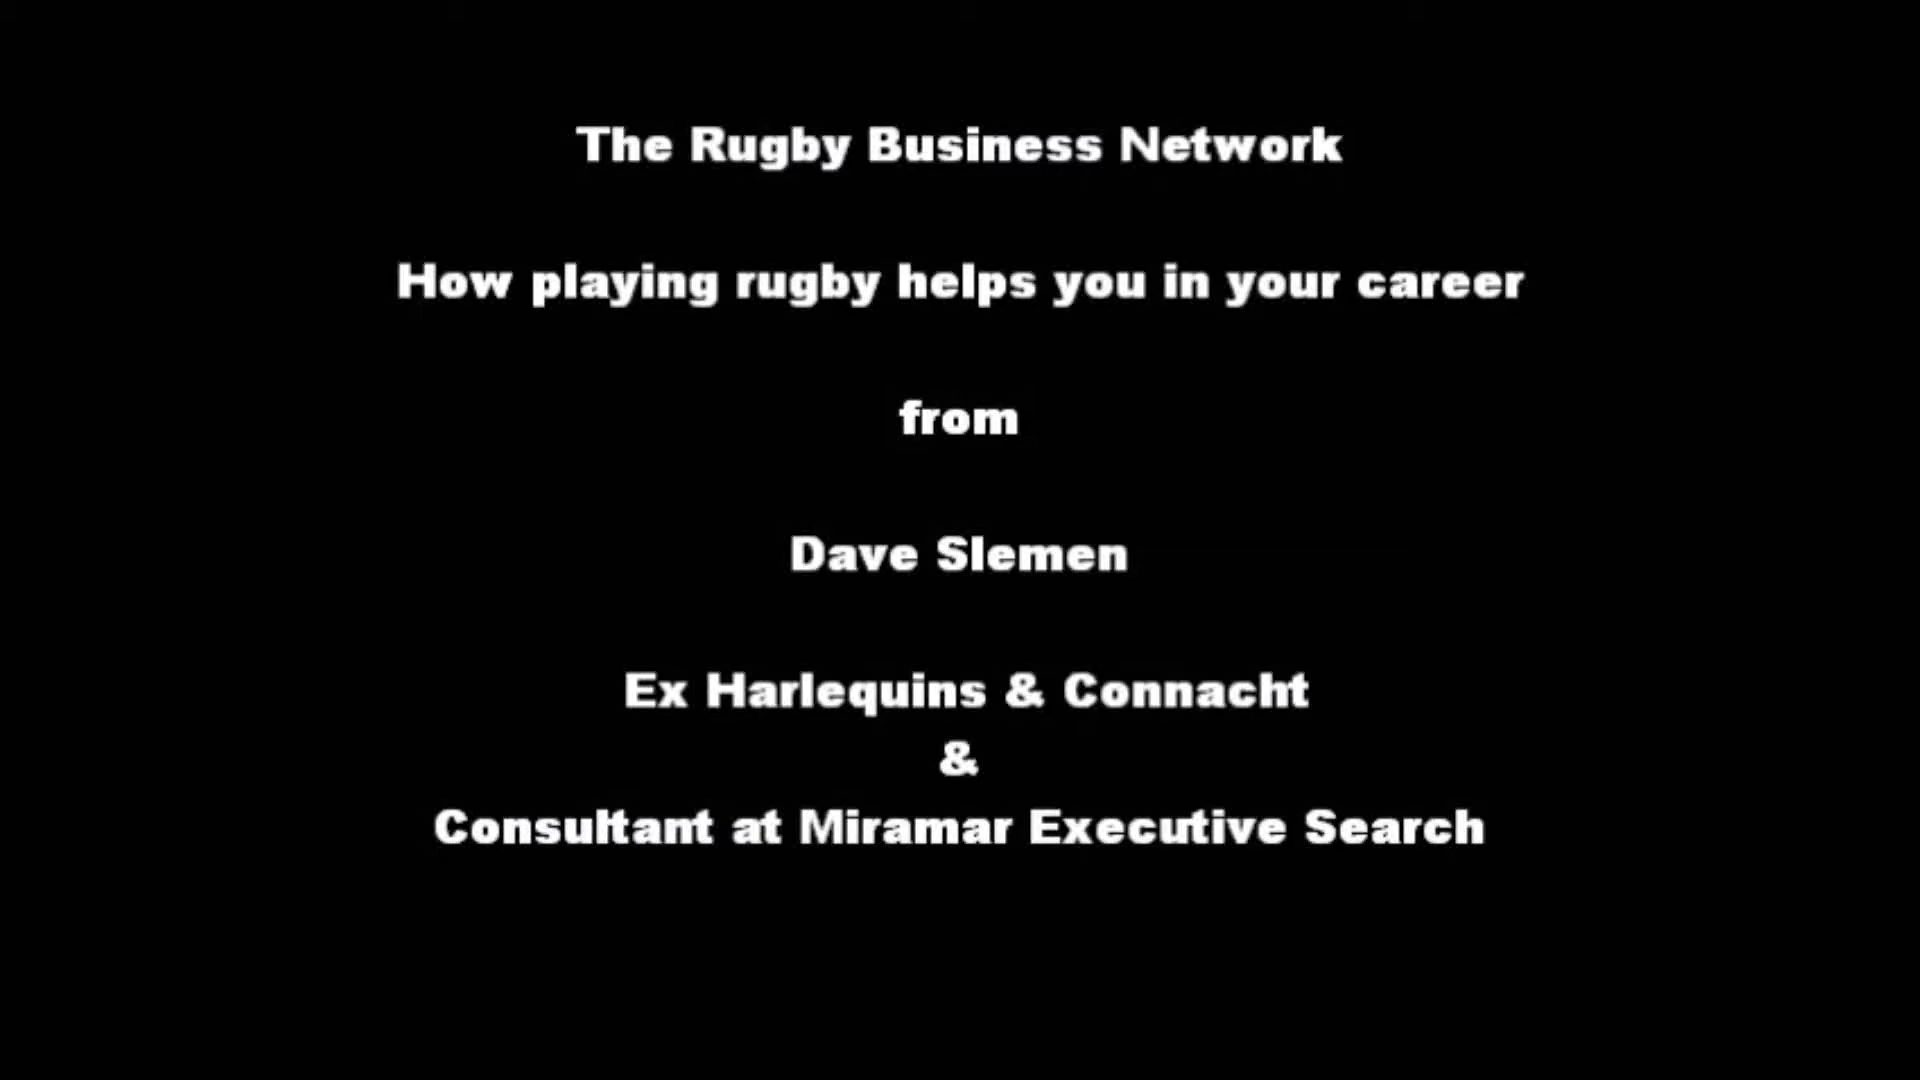 The Rugby Business Network
How playing rugby helps you in your career
from
Dave Slemen
Ex Harlequins & Connacht
&
Consultant at Miramar Executive Search